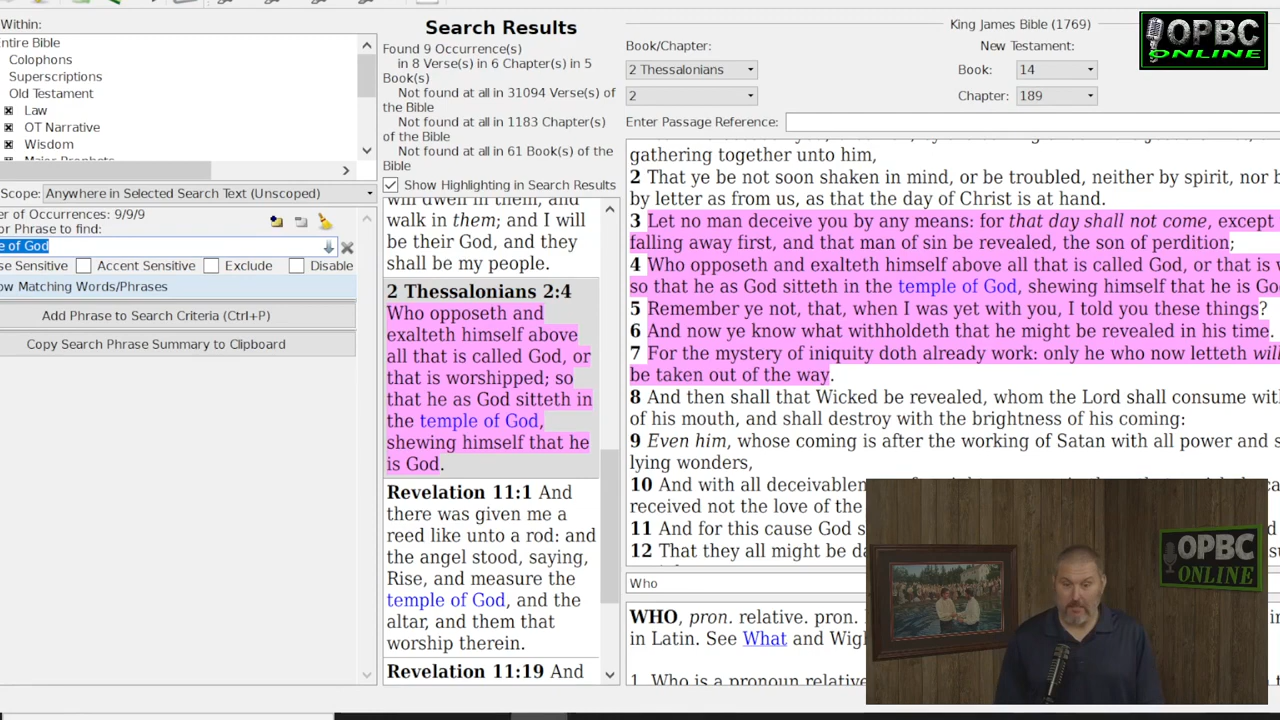 Within:
ntire Bible
Colophons
Superscriptions
Old Testament
Law
OT Narrative
Wisdom
Major Prophets
Scope: Anywhere in Selected Search Text (Unscoped)
er of Occurrences: 9/9/9
or Phrase to find:
e of God
se Sensitive Accent Sensitive Exclude Disable
ow Matching Words/Phrases
Add Phrase to Search Criteria (Ctrl+P)
Copy Search Phrase Summary to Clipboard
Search Results
Found 9 Occurrence(s)
in 8 Verse(s) in 6 Chapter(s) in 5
Book(s)
Not found at all in 31094 Verse(s) of
the Bible
Not found at all in 1183 Chapter(s)
of the Bible
Not found at all in 61 Book(s) of the
Bible
Show Highlighting in Search Results
will dwell in them, and
walk in them; and I will
be their God, and they
shall be my people.
2 Thessalonians 2:4
Who opposeth and
exalteth himself above
all that is called God, or
that is worshipped; so
that he as God sitteth in
the temple of God,
shewing himself that he
is God.
Revelation 11:1 And
there was given me a
reed like unto a rod: and
the angel stood, saying,
Rise, and measure the
temple of God, and the
altar, and them that
worship therein.
Revelation 11:19 And
King James Bible (1769)
Book/Chapter:
New Testament:
2 Thessalonians
Book: 14
2
Chapter: 189
Enter Passage Reference:
gathering together unto him,
2 That ye be not soon shaken in mind, or be troubled, neither by spirit, nor b
by letter as from us, as that the day of Christ is at hand.
3 Let no man deceive you by any means: for that day shall not come, except
falling away first, and that man of sin be revealed, the son of perdition;
4 Who opposeth and exalteth himself above all that is called God, or that is w
so that he as God sitteth in the temple of God, shewing himself that he is Go
5 Remember ye not, that, when I was yet with you, I told you these things?
6 And now ye know what withholdeth that he might be revealed in his time.
7 For the mystery of iniquity doth already work: only he who now letteth will
be taken out of the way.
8 And then shall that Wicked be revealed, whom the Lord shall consume wit
of his mouth, and shall destroy with the brightness of his coming:
9 Even him, whose coming is after the working of Satan with all power and s
lying wonders,
10 And with all deceivablen
received not the love of the
11 And for this cause God s
12 That they all might be da
Who
WHO, pron. relative. pron.
in Latin. See What and Wig
1. Who is a pronoun relative
OPBC
ONLINE
OPBC
ONLINE